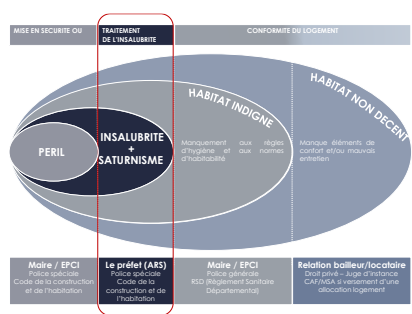 MISE EN SECURITE OU
TRAITEMENT
DE L'INSALUBRITE
CONFORMITE DU LOGEMENT
HABITAT INDIGNE
HABITAT NON DECENT
PERIL
INSALUBRITE
+
SATURNISME
Manquement aux règles
d'hygiène et aux normes
d'habitabilité
Manque éléments de
confort et/ou mauvais
entretien
Maire / EPCI
Police spéciale
Code de la construction
et de l'habitation
Le préfet (ARS)
Police spéciale
Code de la
construction et de
l'habitation
Maire / EPCI
Police générale
RSD (Règlement Sanitaire
Départemental)
Relation bailleur/locataire
Droit privé – Juge d'instance
CAF/MSA si versement d'une
allocation logement